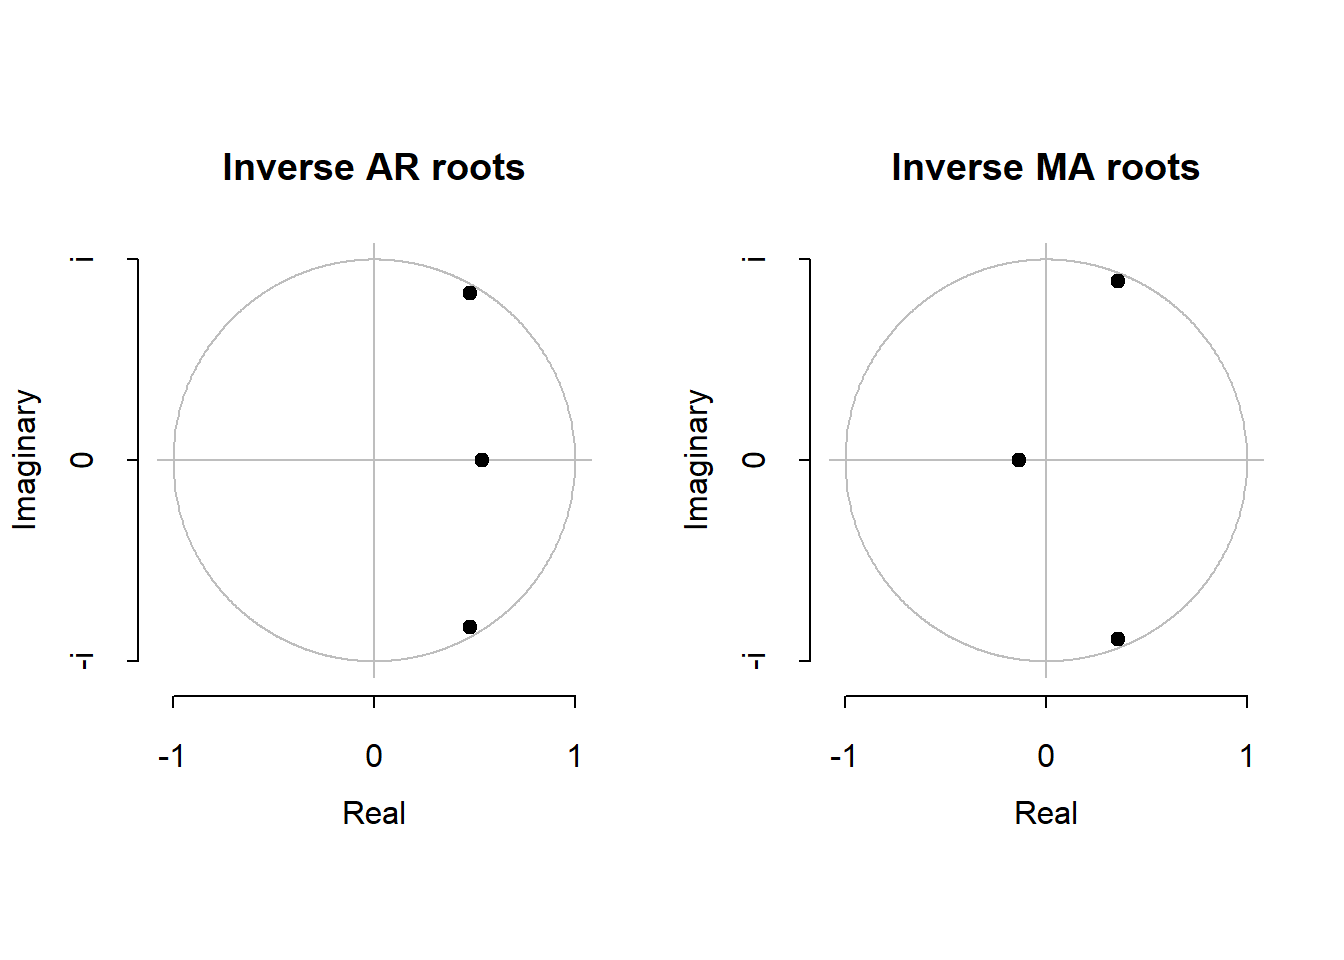 Inverse AR roots
Imaginary
i
0
-i
-1 0 1
Real
Inverse MA roots
Imaginary
i
0
-i
-1 0 1
Real